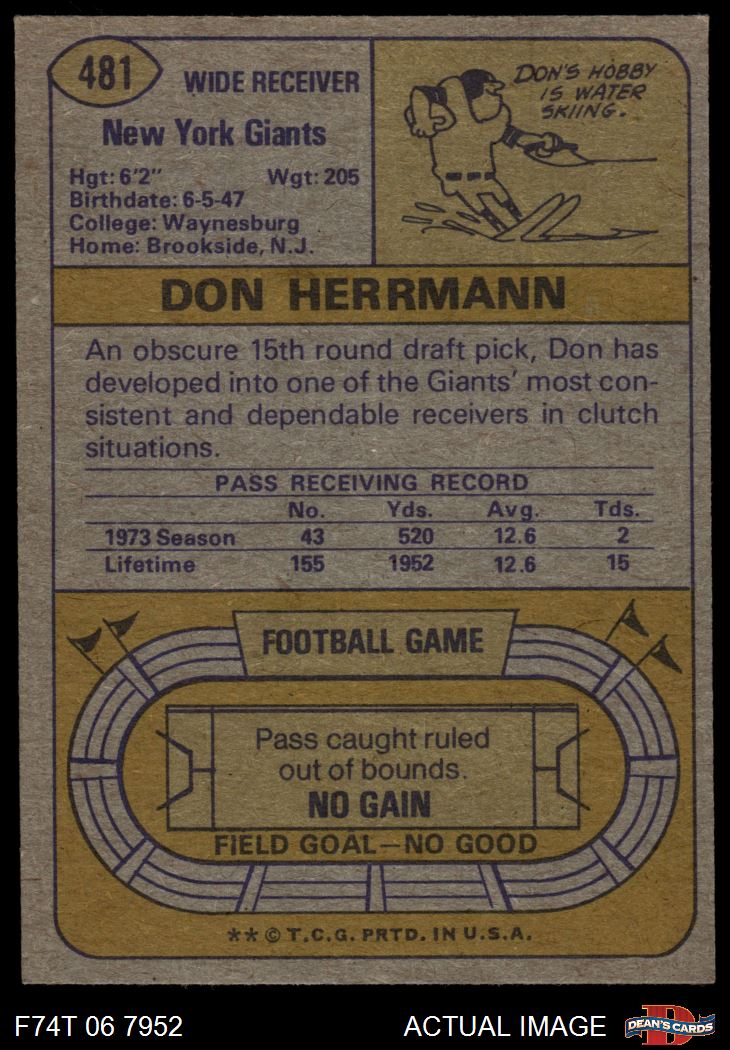 481
WIDE RECEIVER
New York Giants
Hgt: 6'2" Wgt: 205
Birthdate: 6-5-47
College: Waynesburg
Home: Brookside, N.J.
DON'S HOBBY
IS WATER
SKIING.
DON HERRMANN
An obscure 15th round draft pick, Don has
developed into one of the Giants' most con-
sistent and dependable receivers in clutch
situations.
PASS RECEIVING RECORD
No. Yds. Avg. Tds.
1973 Season 43 520 12.6 2
Lifetime 155 1952 12.6 15
FOOTBALL GAME
Pass caught ruled
out of bounds.
NO GAIN
FIELD GOAL—NO GOOD
** © T.C.G. PRTD. IN U.S.A.
F74T 06 7952 ACTUAL IMAGE
D
DEAN'S CARDS